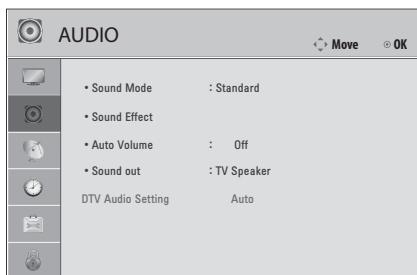 AUDIO
Move OK
• Sound Mode : Standard
• Sound Effect
• Auto Volume : Off
• Sound out : TV Speaker
DTV Audio Setting Auto